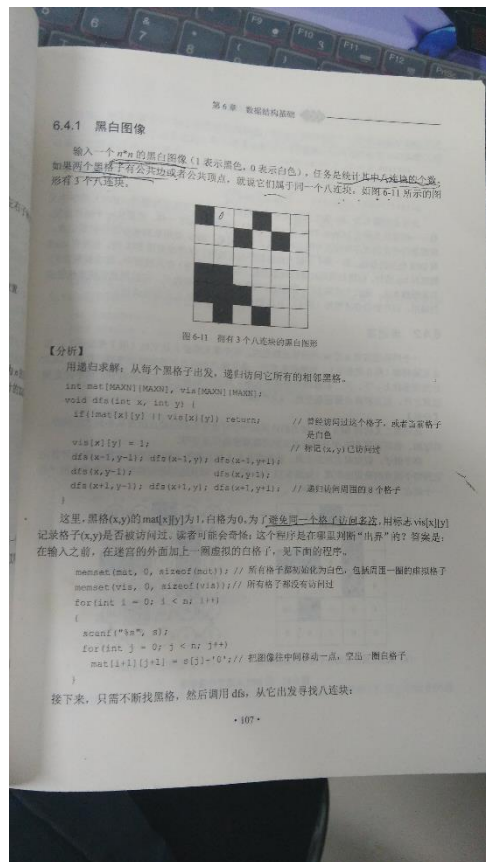 第6章 数据结构基础
6.4.1 黑白图像
输入一个 n*n 的黑白图像（1 表示黑色，0 表示白色），任务是统计其中八连块的个数。
如果两个黑格子有公共边或者公共顶点，就说它们属于同一个八连块。如图 6-11 所示的图
形有 3 个八连块。
0
图 6-11 拥有 3 个八连块的黑白图形
【分析】
用递归求解：从每个黑格子出发，递归访问它所有的相邻黑格。
int mat[MAXN][MAXN], vis[MAXN][MAXN];
void dfs(int x, int y) {
if(!mat[x][y] || vis[x][y]) return; // 曾经访问过这个格子，或者当前格子
是白色
vis[x][y] = 1; // 标记(x,y)已访问过
dfs(x-1,y-1); dfs(x-1,y); dfs(x-1,y+1);
dfs(x,y-1); dfs(x,y+1);
dfs(x+1,y-1); dfs(x+1,y); dfs(x+1,y+1); // 递归访问周围的 8 个格子
}
这里，黑格(x,y)的 mat[x][y]为 1，白格为 0。为了避免同一个格子访问多次，用标志 vis[x][y]
记录格子(x,y)是否被访问过。读者可能会奇怪：这个程序是在哪里判断“出界”的？答案是：
在输入之前，在迷宫的外面加上一圈虚拟的白格子，见下面的程序。
memset(mat, 0, sizeof(mat)); // 所有格子都初始化为白色，包括周围一圈的虚拟格子
memset(vis, 0, sizeof(vis)); // 所有格子都没有访问过
for(int i = 0; i < n; i++)
{
scanf("%s", s);
for(int j = 0; j < n; j++)
mat[i+1][j+1] = s[j]-'0'; // 把图像往中间移动一点，空出一圈白格子
}
接下来，只需不断找黑格，然后调用 dfs，从它出发寻找八连块：
·107·